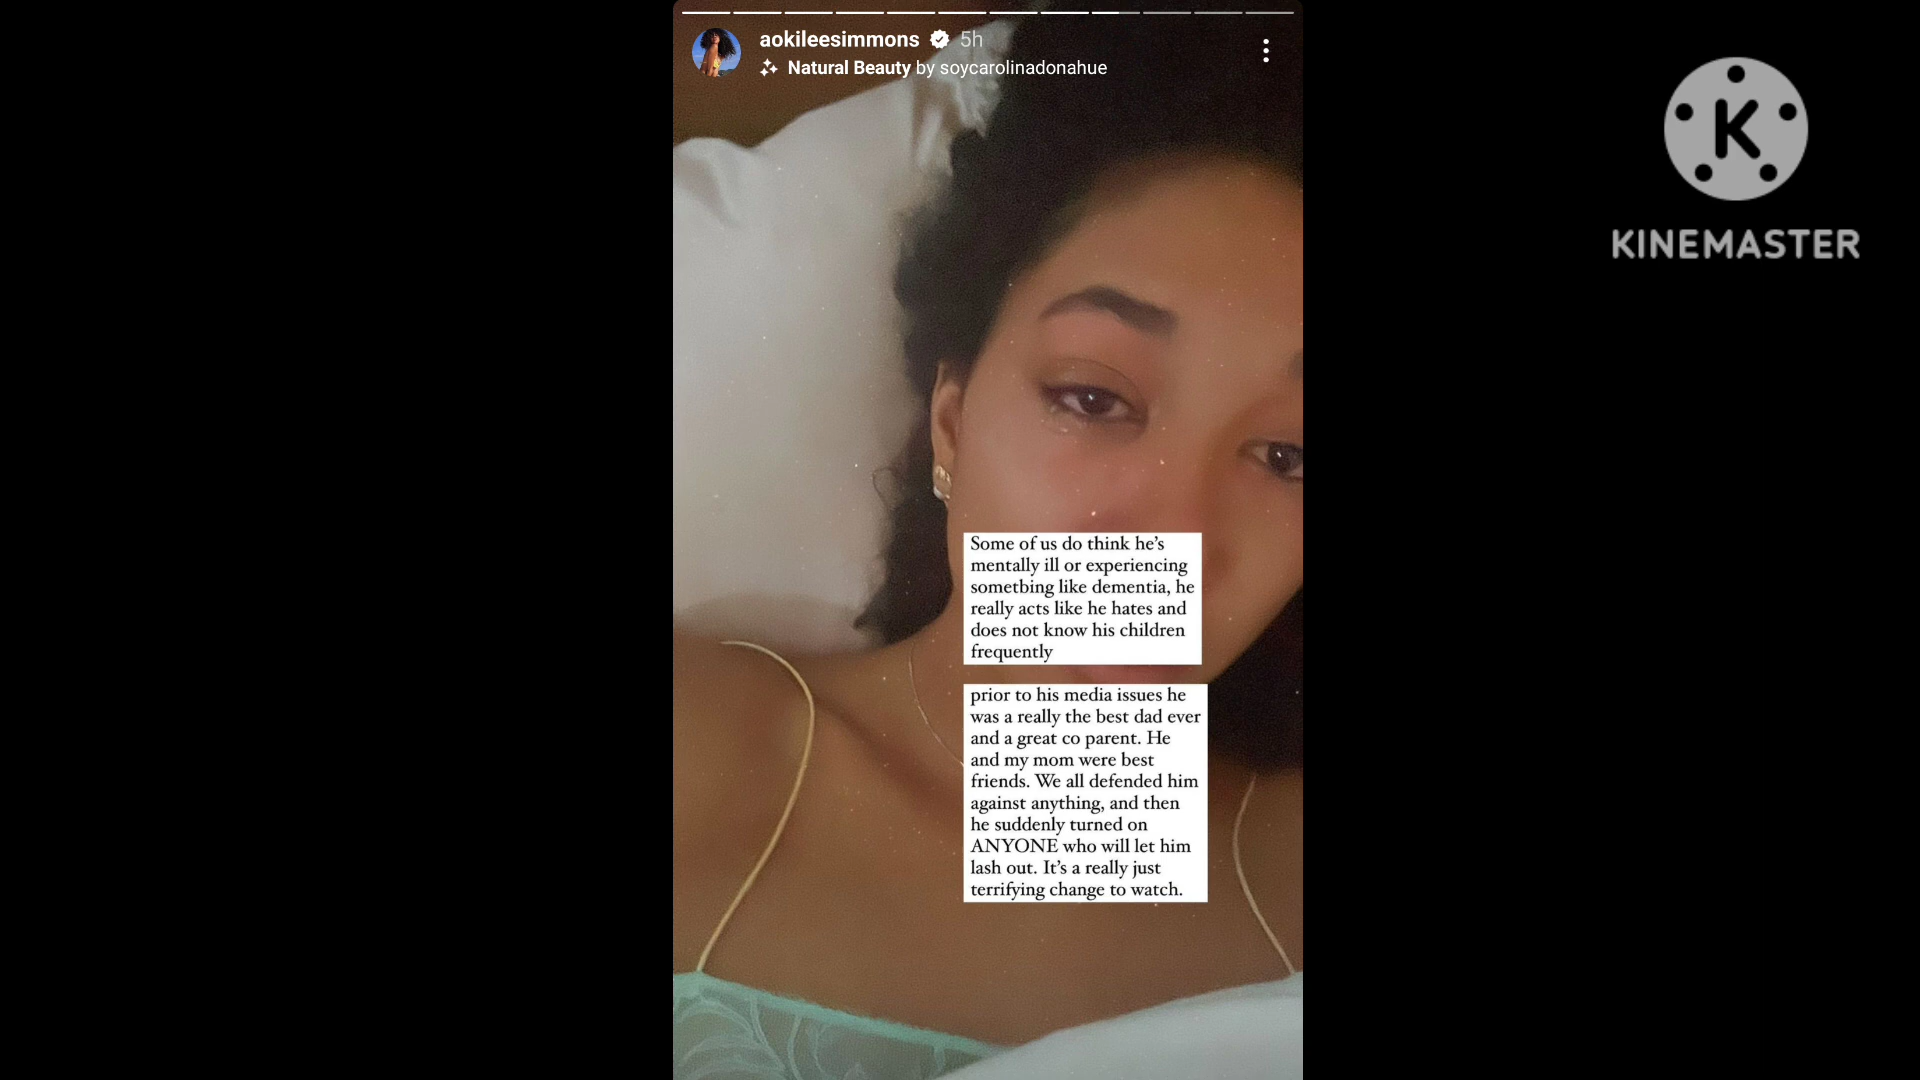 aokileesimmons 5h
Natural Beauty by soycarolinadonahue
K
KINEMASTER
Some of us do think he's
mentally ill or experiencing
something like dementia, he
really acts like he hates and
does not know his children
frequently
prior to his media issues he
was a really the best dad ever
and a great co parent. He
and my mom were best
friends. We all defended him
against anything, and then
he suddenly turned on
ANYONE who will let him
lash out. It's a really just
terrifying change to watch.